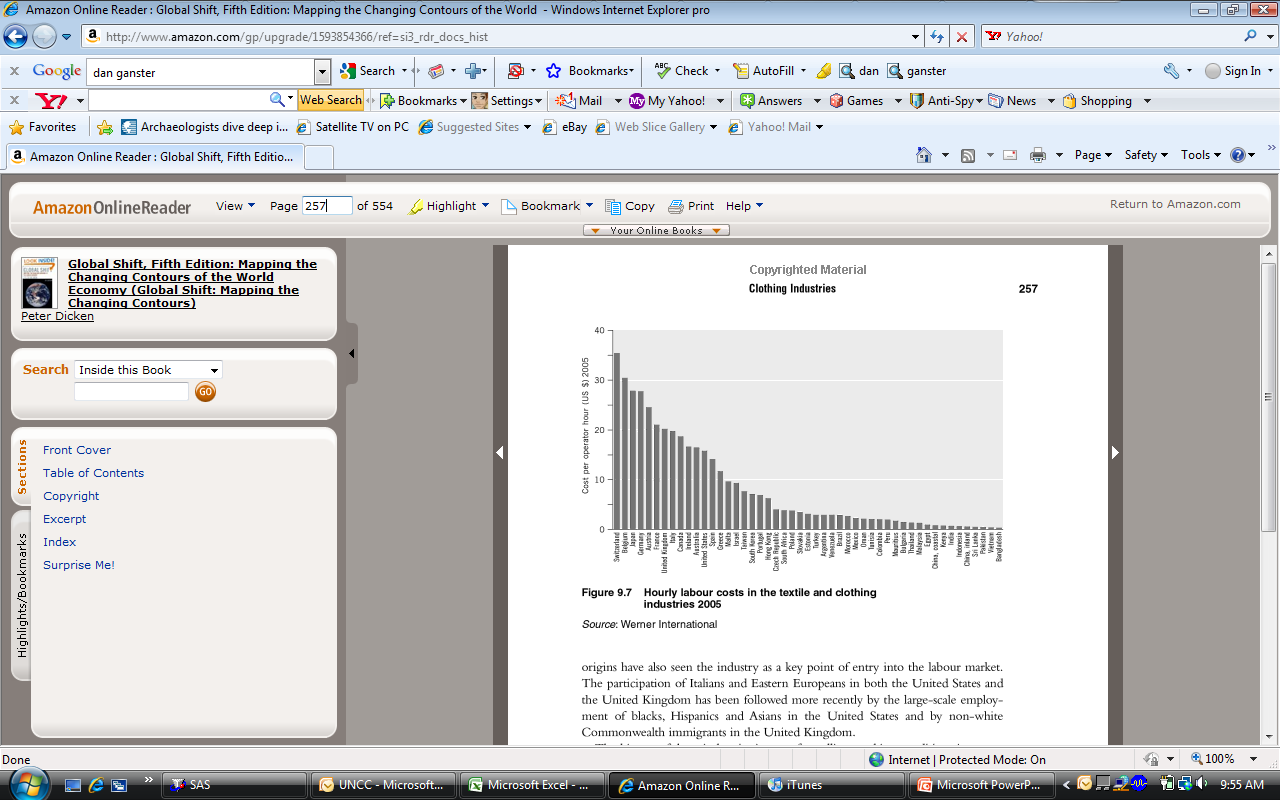 Amazon Online Reader : Global Shift, Fifth Edition: Mapping the Changing Contours of the World - Windows Internet Explorer pro
http://www.amazon.com/gp/upgrade/1593854366/ref=si3_rdr_docs_hist
Yahoo!
x Google dan ganster Search Bookmarks Check AutoFill dan ganster Sign In
x Y! Web Search Bookmarks Settings Mail My Yahoo! Answers Games Anti-Spy News Shopping
Favorites Archaeologists dive deep i... Satellite TV on PC Suggested Sites eBay Web Slice Gallery Yahoo! Mail
Amazon Online Reader : Global Shift, Fifth Editio... Page Safety Tools
AmazonOnlineReader View Page 257 of 554 Highlight Bookmark Copy Print Help Return to Amazon.com
Your Online Books
LOOK INSIDE!
GLOBAL SHIFT
Global Shift, Fifth Edition: Mapping the
Changing Contours of the World
Economy (Global Shift: Mapping the
Changing Contours)
Peter Dicken
Search Inside this Book
GO
Sections
Front Cover
Table of Contents
Copyright
Excerpt
Index
Surprise Me!
Highlights/Bookmarks
Copyrighted Material
Clothing Industries 257
Cost per operator hour (US $) 2005
40
30
20
10
0
Switzerland
Belgium
Japan
Germany
Austria
France
United Kingdom
Italy
Canada
Ireland
Australia
United States
Spain
Greece
Malta
Israel
Taiwan
South Korea
Portugal
Hong Kong
Czech Republic
South Africa
Poland
Slovakia
Estonia
Turkey
Argentina
Venezuela
Brazil
Morocco
Mexico
Oman
Tunisia
Colombia
Peru
Mauritius
Bulgaria
Thailand
Malaysia
Egypt
China, coastal
Kenya
India
Indonesia
China, inland
Sri Lanka
Pakistan
Vietnam
Bangladesh
Figure 9.7 Hourly labour costs in the textile and clothing
industries 2005
Source: Werner International
origins have also seen the industry as a key point of entry into the labour market.
The participation of Italians and Eastern Europeans in both the United States and
the United Kingdom has been followed more recently by the large-scale employ-
ment of blacks, Hispanics and Asians in the United States and by non-white
Commonwealth immigrants in the United Kingdom.
Done Internet | Protected Mode: On 100%
SAS UNCC - Microsoft... Microsoft Excel - ... Amazon Online R... iTunes Microsoft PowerP... 9:55 AM